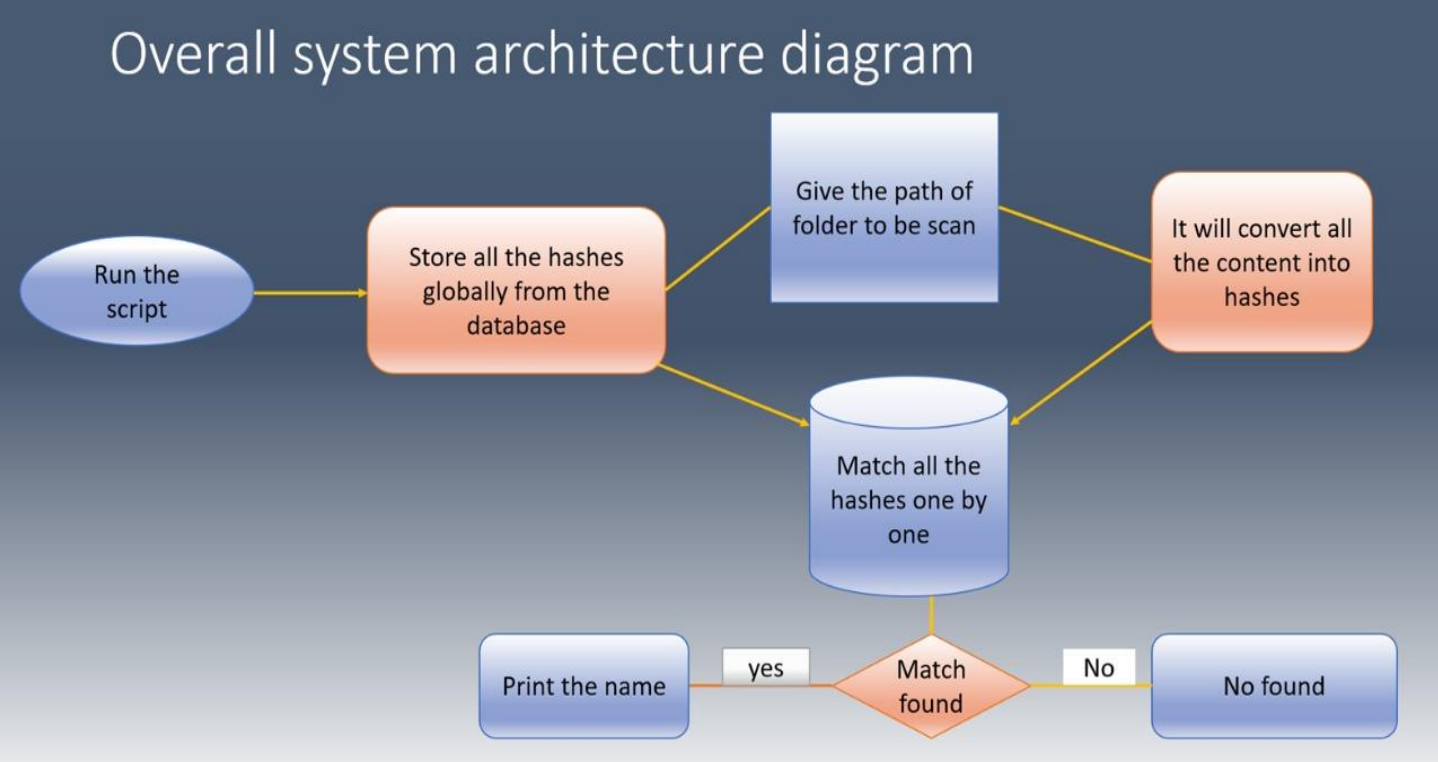 Overall system architecture diagram
Run the
script
Store all the hashes
globally from the
database
Give the path of
folder to be scan
It will convert all
the content into
hashes
Match all the
hashes one by
one
Match
found
yes
Print the name
No
No found